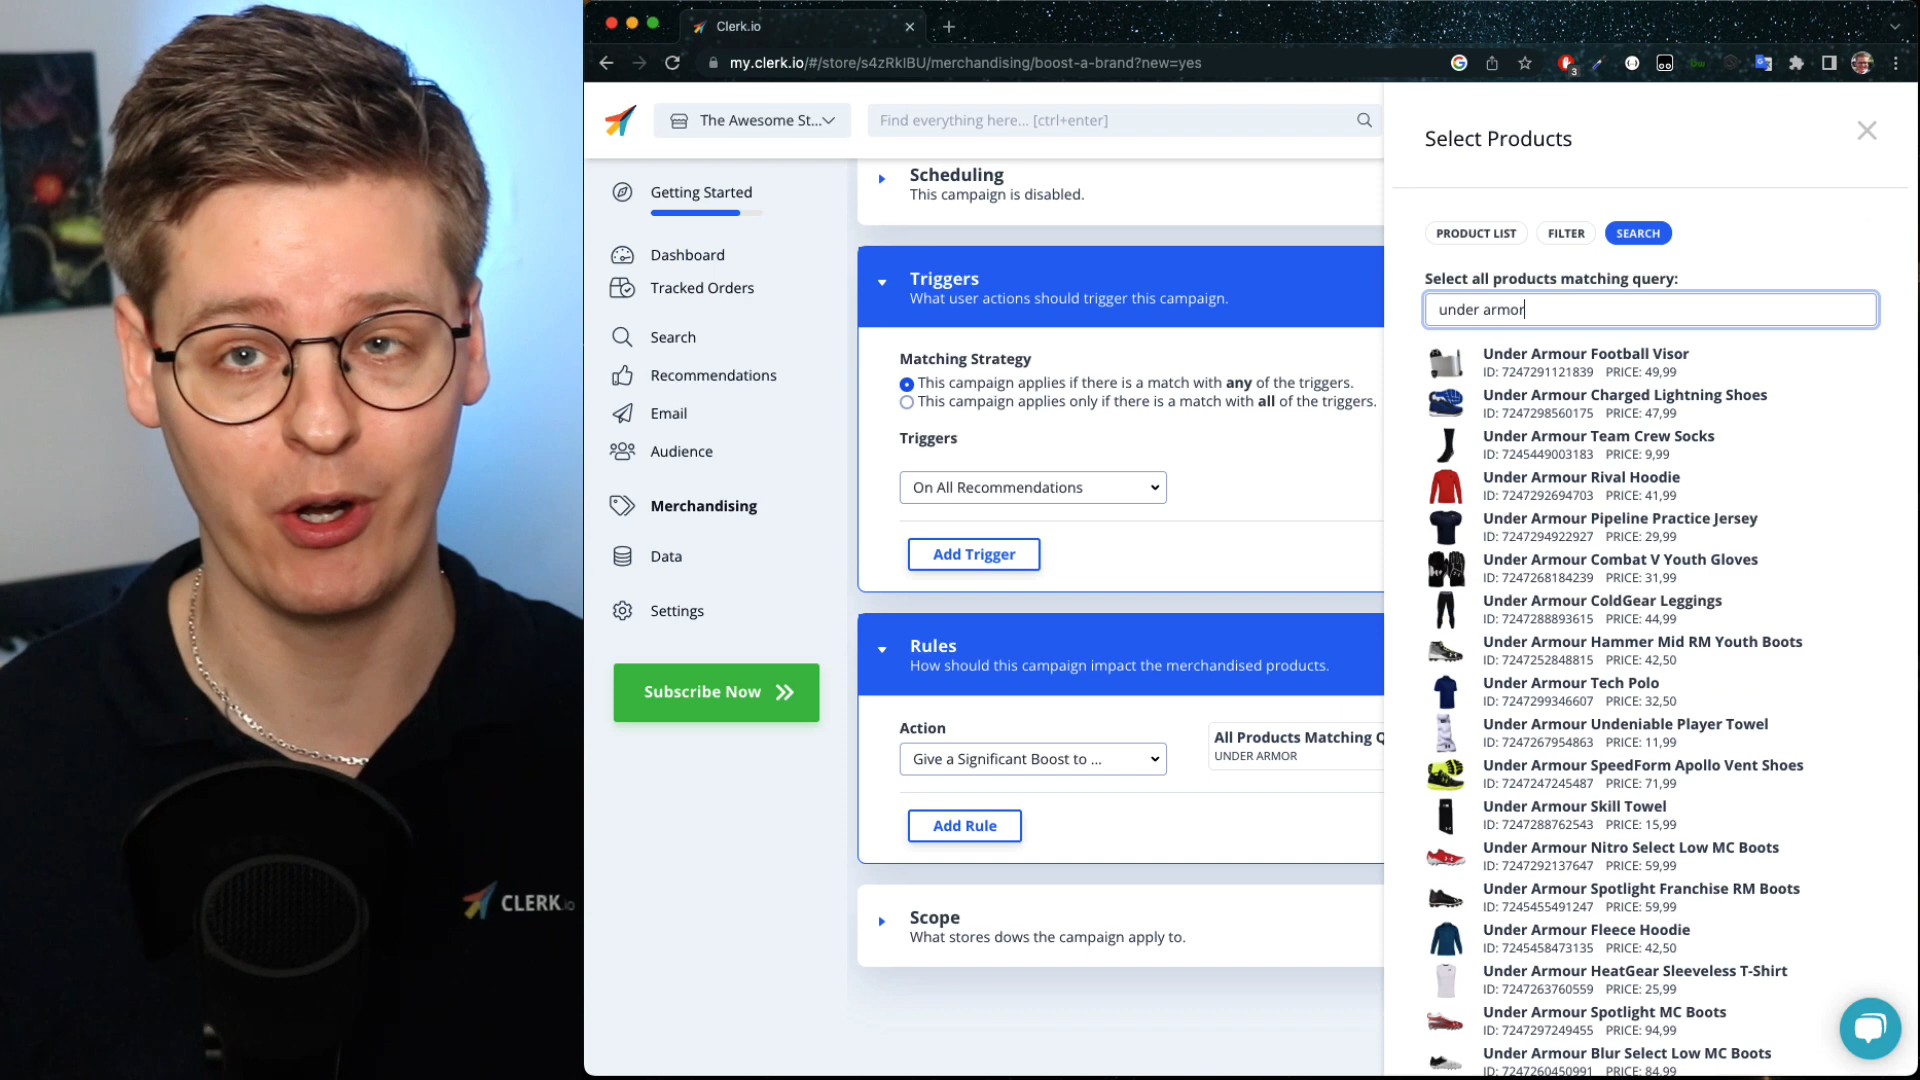 Clerk.io
my.clerk.io/#/store/s4zRklBU/merchandising/boost-a-brand?new=yes
3
The Awesome St...
Find everything here... [ctrl+enter]
Getting Started
Dashboard
Tracked Orders
Search
Recommendations
Email
Audience
Merchandising
Data
Settings
Subscribe Now
Scheduling
This campaign is disabled.
Triggers
What user actions should trigger this campaign.
Matching Strategy
This campaign applies if there is a match with any of the triggers.
This campaign applies only if there is a match with all of the triggers.
Triggers
On All Recommendations
Add Trigger
Rules
How should this campaign impact the merchandised products.
Action
Give a Significant Boost to ...
All Products Matching Q
UNDER ARMOR
Add Rule
Scope
What stores dows the campaign apply to.
Select Products
PRODUCT LIST
FILTER
SEARCH
Select all products matching query:
under armor
Under Armour Football Visor
ID: 7247291121839 PRICE: 49,99
Under Armour Charged Lightning Shoes
ID: 7247298560175 PRICE: 47,99
Under Armour Team Crew Socks
ID: 7245449003183 PRICE: 9,99
Under Armour Rival Hoodie
ID: 7247292694703 PRICE: 41,99
Under Armour Pipeline Practice Jersey
ID: 7247294922927 PRICE: 29,99
Under Armour Combat V Youth Gloves
ID: 7247268184239 PRICE: 31,99
Under Armour ColdGear Leggings
ID: 7247288893615 PRICE: 44,99
Under Armour Hammer Mid RM Youth Boots
ID: 7247252848815 PRICE: 42,50
Under Armour Tech Polo
ID: 7247299346607 PRICE: 32,50
Under Armour Undeniable Player Towel
ID: 7247267954863 PRICE: 11,99
Under Armour SpeedForm Apollo Vent Shoes
ID: 7247247245487 PRICE: 71,99
Under Armour Skill Towel
ID: 7247288762543 PRICE: 15,99
Under Armour Nitro Select Low MC Boots
ID: 7247292137647 PRICE: 59,99
Under Armour Spotlight Franchise RM Boots
ID: 7245455491247 PRICE: 59,99
Under Armour Fleece Hoodie
ID: 7245458473135 PRICE: 42,50
Under Armour HeatGear Sleeveless T-Shirt
ID: 7247263760559 PRICE: 25,99
Under Armour Spotlight MC Boots
ID: 7247297249455 PRICE: 94,99
Under Armour Blur Select Low MC Boots
ID: 7247260450991 PRICE: 84,99
CLERK.io